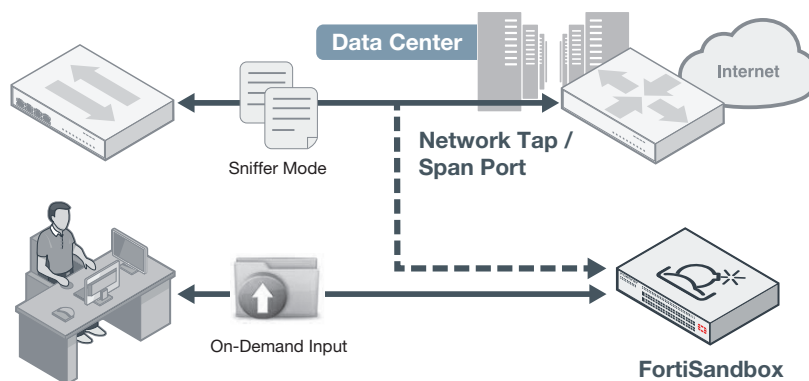 Data Center
Internet
Sniffer Mode
Network Tap /
Span Port
On-Demand Input
FortiSandbox